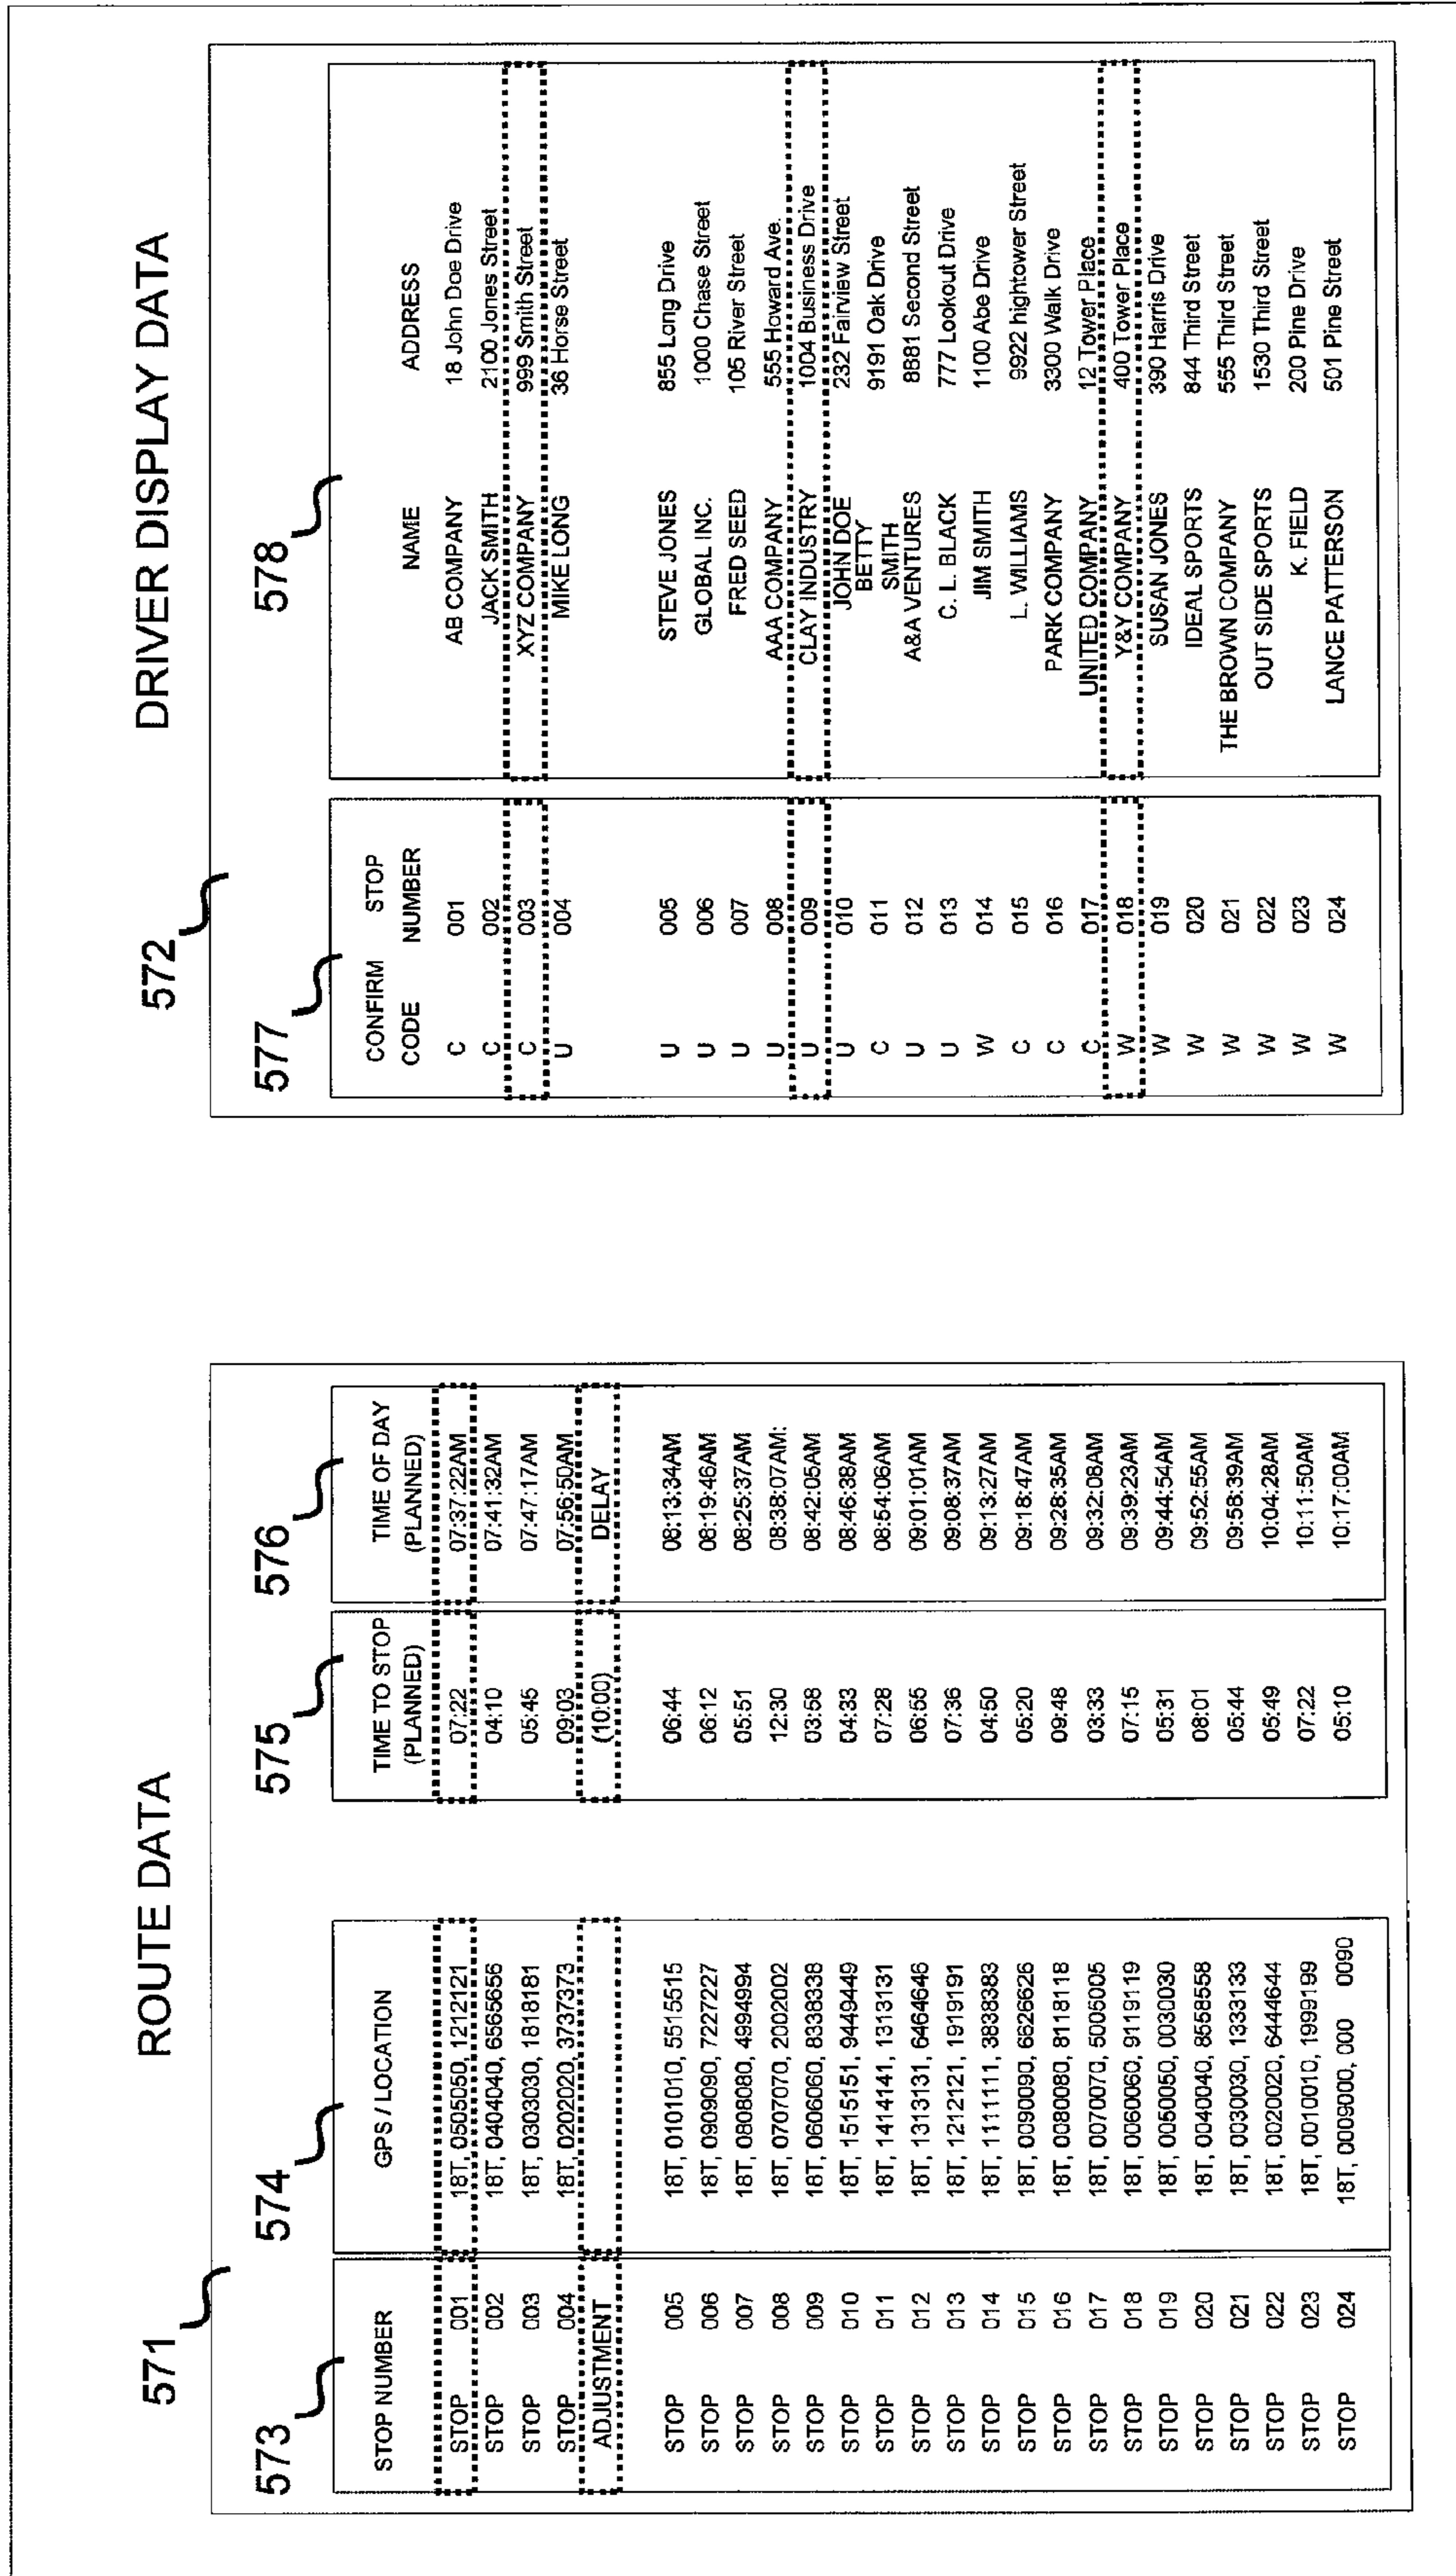 ROUTE DATA
571
573
574
575
576
STOP NUMBER GPS / LOCATION TIME TO STOP (PLANNED) TIME OF DAY (PLANNED)
STOP 001 18T, 0505050, 1212121 07:22 07:37:22AM
STOP 002 18T, 0404040, 6565656 04:10 07:41:32AM
STOP 003 18T, 0303030, 1818181 05:45 07:47:17AM
STOP 004 18T, 0202020, 3737373 09:03 07:56:50AM
ADJUSTMENT (10:00) DELAY
STOP 005 18T, 0101010, 5515515 06:44 08:13:34AM
STOP 006 18T, 0909090, 7227227 06:12 08:19:46AM
STOP 007 18T, 0808080, 4994994 05:51 08:25:37AM
STOP 008 18T, 0707070, 2002002 12:30 08:38:07AM:
STOP 009 18T, 0606060, 8338338 03:58 08:42:05AM
STOP 010 18T, 1515151, 9449449 04:33 08:46:38AM
STOP 011 18T, 1414141, 1313131 07:28 08:54:06AM
STOP 012 18T, 1313131, 6464646 06:55 09:01:01AM
STOP 013 18T, 1212121, 1919191 07:36 09:08:37AM
STOP 014 18T, 1111111, 3838383 04:50 09:13:27AM
STOP 015 18T, 0090090, 6626626 05:20 09:18:47AM
STOP 016 18T, 0080080, 8118118 09:48 09:28:35AM
STOP 017 18T, 0070070, 5005005 03:33 09:32:08AM
STOP 018 18T, 0060060, 9119119 07:15 09:39:23AM
STOP 019 18T, 0050050, 0030030 05:31 09:44:54AM
STOP 020 18T, 0040040, 8558558 08:01 09:52:55AM
STOP 021 18T, 0030030, 1333133 05:44 09:58:39AM
STOP 022 18T, 0020020, 6444644 05:49 10:04:28AM
STOP 023 18T, 0010010, 1999199 07:22 10:11:50AM
STOP 024 18T, 0009000, 000 0090 05:10 10:17:00AM
DRIVER DISPLAY DATA
572
577
578
CONFIRM CODE STOP NUMBER NAME ADDRESS
C 001 AB COMPANY 18 John Doe Drive
C 002 JACK SMITH 2100 Jones Street
C 003 XYZ COMPANY 999 Smith Street
U 004 MIKE LONG 36 Horse Street
U 005 STEVE JONES 855 Long Drive
U 006 GLOBAL INC. 1000 Chase Street
U 007 FRED SEED 105 River Street
U 008 AAA COMPANY 555 Howard Ave.
U 009 CLAY INDUSTRY 1004 Business Drive
U 010 JOHN DOE 232 Fairview Street
C 011 BETTY SMITH 9191 Oak Drive
U 012 A&A VENTURES 8881 Second Street
U 013 C. L. BLACK 777 Lookout Drive
W 014 JIM SMITH 1100 Abe Drive
C 015 L. WILLIAMS 9922 hightower Street
C 016 PARK COMPANY 3300 Walk Drive
C 017 UNITED COMPANY 12 Tower Place
W 018 Y&Y COMPANY 400 Tower Place
W 019 SUSAN JONES 390 Harris Drive
W 020 IDEAL SPORTS 844 Third Street
W 021 THE BROWN COMPANY 555 Third Street
W 022 OUT SIDE SPORTS 1530 Third Street
W 023 K. FIELD 200 Pine Drive
W 024 LANCE PATTERSON 501 Pine Street